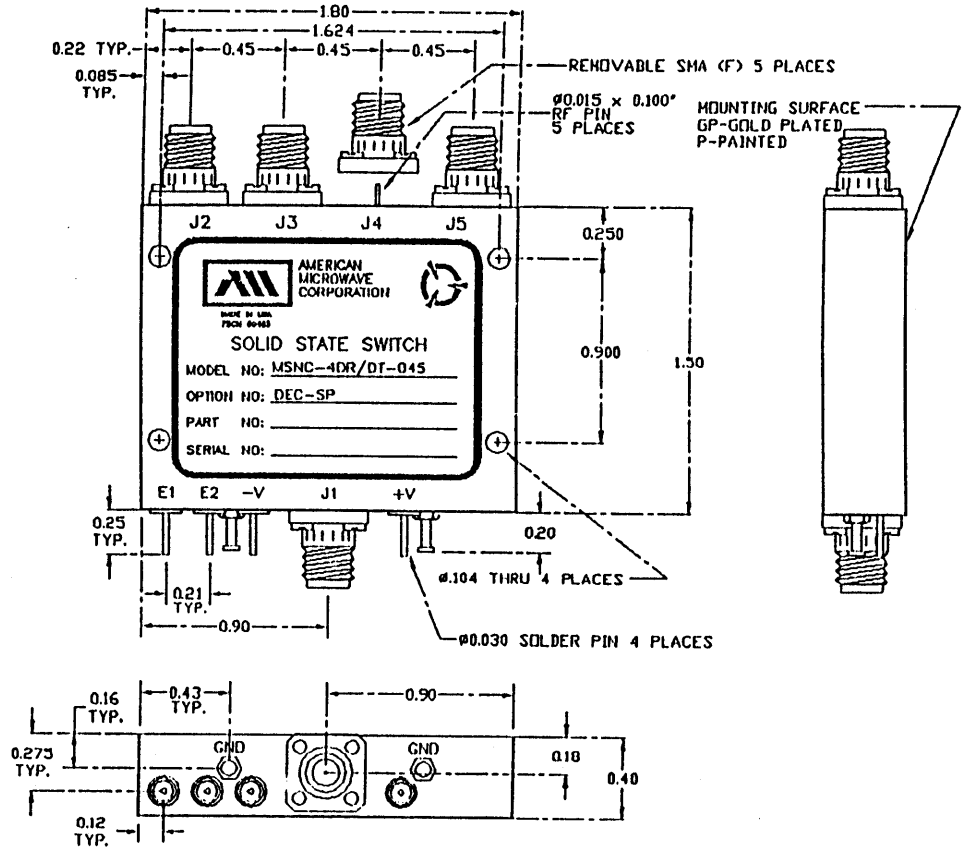 1.80
1.624
0.22 TYP.
0.45
0.45
0.45
0.085
TYP.
REMOVABLE SMA (F) 5 PLACES
Ø0.015 x 0.100"
RF PIN
5 PLACES
MOUNTING SURFACE
GP-GOLD PLATED
P-PAINTED
J2
J3
J4
J5
0.250
AMERICAN
MICROWAVE
CORPORATION
MADE IN USA
SOLID STATE SWITCH
MODEL NO: MSNC-4DR/DT-045
OPTION NO: DEC-SP
PART NO:
SERIAL NO:
0.900
1.50
E1
E2
-V
J1
+V
0.25
TYP.
0.20
Ø.104 THRU 4 PLACES
0.21
TYP.
0.90
Ø0.030 SOLDER PIN 4 PLACES
0.16
TYP.
0.43
TYP.
0.90
0.275
TYP.
GND
GND
0.18
0.40
0.12
TYP.